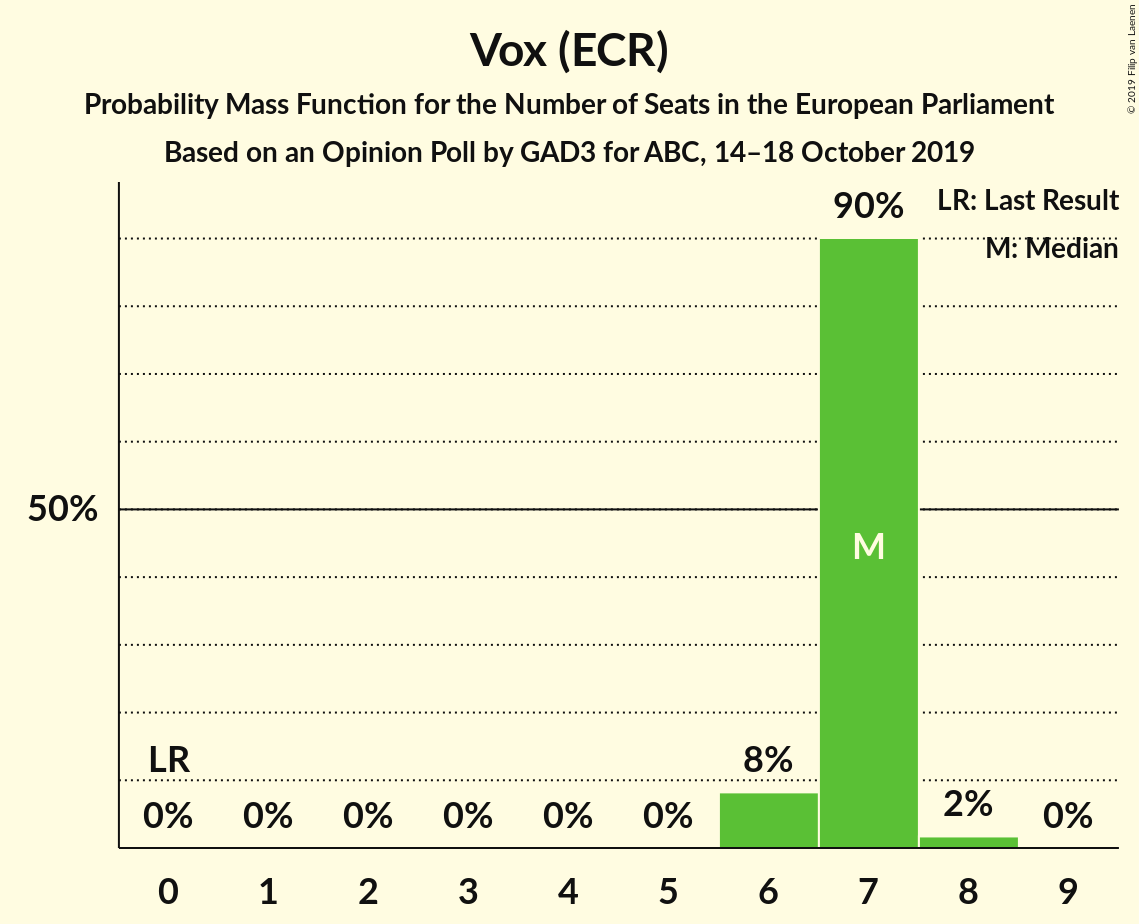 Vox (ECR)
Probability Mass Function for the Number of Seats in the European Parliament
Based on an Opinion Poll by GAD3 for ABC, 14–18 October 2019
© 2019 Filip van Laenen
LR: Last Result
M: Median
90%
50%
M
LR
8%
2%
0% 0% 0% 0% 0% 0% 0%
0 1 2 3 4 5 6 7 8 9